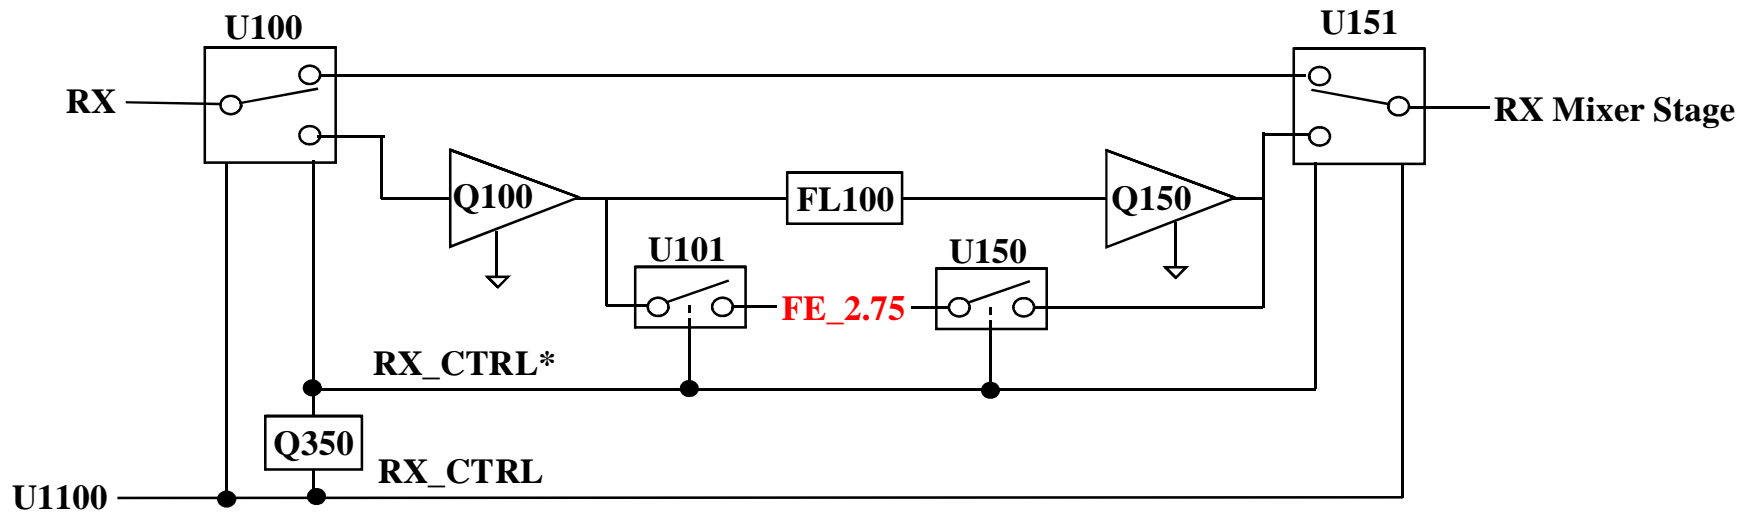 U100
U151
RX
RX Mixer Stage
Q100
FL100
Q150
U101
U150
FE_2.75
RX_CTRL*
Q350
RX_CTRL
U1100